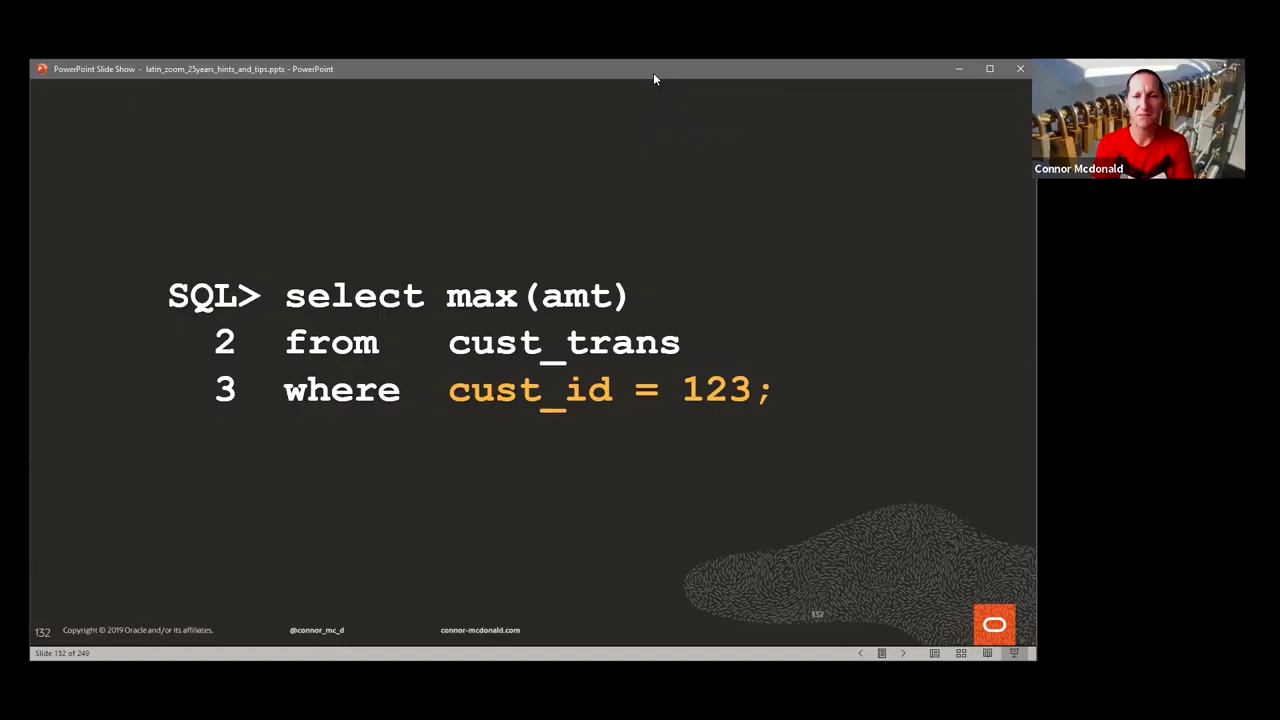 PowerPoint Slide Show - latin_zoom_25years_hints_and_tips.pptx - PowerPoint
Connor Mcdonald
SQL> select max(amt)
2 from cust_trans
3 where cust_id = 123;
132
132 Copyright © 2019 Oracle and/or its affiliates. @connor_mc_d connor-mcdonald.com
Slide 132 of 249